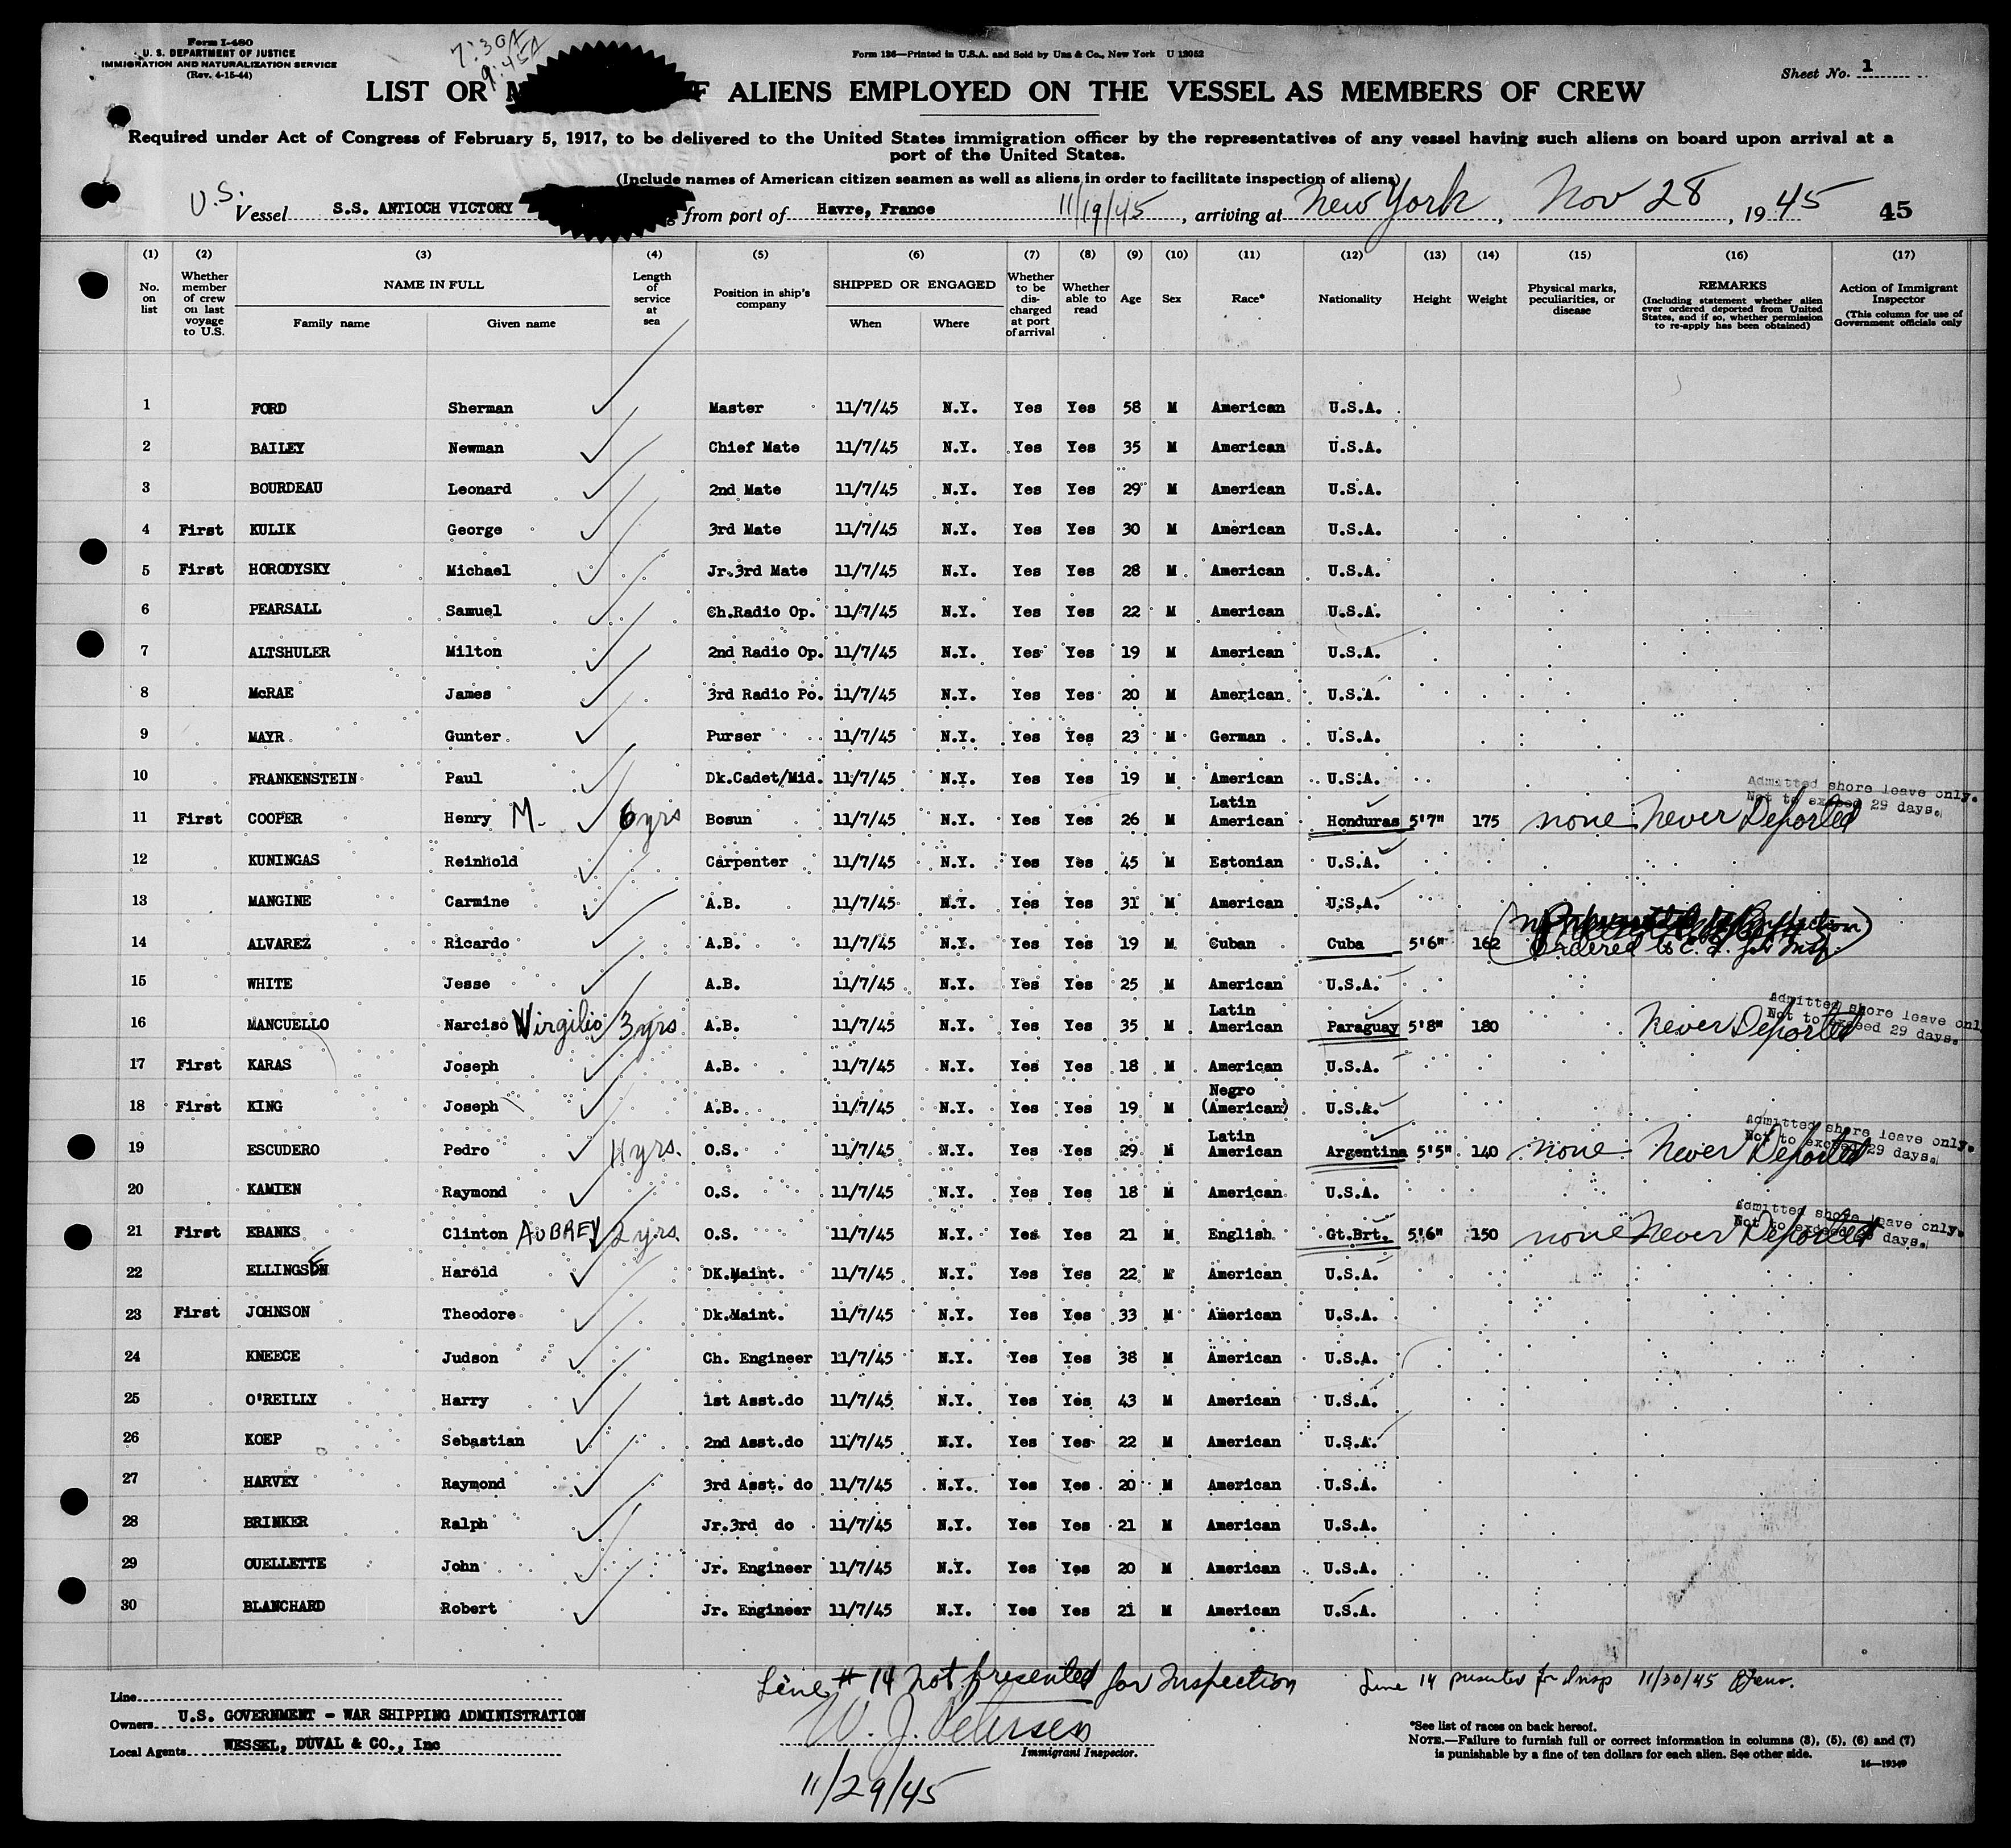 Form I-480
U. S. DEPARTMENT OF JUSTICE
IMMIGRATION AND NATURALIZATION SERVICE
(Rev. 4-15-44)
7:30A
9:45A
Form 136—Printed in U.S.A. and Sold by Unz & Co., New York U 12052
Sheet No. 1
LIST OR M F ALIENS EMPLOYED ON THE VESSEL AS MEMBERS OF CREW
Required under Act of Congress of February 5, 1917, to be delivered to the United States immigration officer by the representatives of any vessel having such aliens on board upon arrival at a
port of the United States.
(Include names of American citizen seamen as well as aliens in order to facilitate inspection of aliens)
U.S. Vessel S.S. ANTIOCH VICTORY g from port of Havre, France 11/19/45, arriving at New York, Nov 28, 1945 45
(1) (2) (3) (4) (5) (6) (7) (8) (9) (10) (11) (12) (13) (14) (15) (16) (17)
No. on list Whether member of crew on last voyage to U.S. NAME IN FULL Family name Given name Length of service at sea Position in ship's company SHIPPED OR ENGAGED When Where Whether to be discharged at port of arrival Whether able to read Age Sex Race* Nationality Height Weight Physical marks, peculiarities, or disease REMARKS (Including statement whether alien ever ordered deported from United States, and if so, whether permission to re-apply has been obtained) Action of Immigrant Inspector (This column for use of Government officials only
1 FORD Sherman Master 11/7/45 N.Y. Yes Yes 58 M American U.S.A.
2 BAILEY Newman Chief Mate 11/7/45 N.Y. Yes Yes 35 M American U.S.A.
3 BOURDEAU Leonard 2nd Mate 11/7/45 N.Y. Yes Yes 29 M American U.S.A.
4 First KULIK George 3rd Mate 11/7/45 N.Y. Yes Yes 30 M American U.S.A.
5 First HORODYSKY Michael Jr.3rd Mate 11/7/45 N.Y. Yes Yes 28 M American U.S.A.
6 PEARSALL Samuel Ch.Radio Op. 11/7/45 N.Y. Yes Yes 22 M American U.S.A.
7 ALTSHULER Milton 2nd Radio Op. 11/7/45 N.Y. Yes Yes 19 M American U.S.A.
8 McRAE James 3rd Radio Po. 11/7/45 N.Y. Yes Yes 20 M American U.S.A.
9 MAYR Gunter Purser 11/7/45 N.Y. Yes Yes 23 M German U.S.A.
10 FRANKENSTEIN Paul Dk.Cadet/Mid. 11/7/45 N.Y. Yes Yes 19 M American U.S.A.
Admitted shore leave only.
Not to exceed 29 days.
11 First COOPER Henry M. 6 yrs Bosun 11/7/45 N.Y. Yes Yes 26 M Latin American Honduras 5'7" 175 none Never Deported
12 KUNINGAS Reinhold Carpenter 11/7/45 N.Y. Yes Yes 45 M Estonian U.S.A.
13 MANGINE Carmine A.B. 11/7/45 N.Y. Yes Yes 31 M American U.S.A.
14 ALVAREZ Ricardo A.B. 11/7/45 N.Y. Yes Yes 19 M Cuban Cuba 5'6" 162 ordered to E. I. for Insp.
15 WHITE Jesse A.B. 11/7/45 N.Y. Yes Yes 25 M American U.S.A.
Admitted shore leave onl
Not to exceed 29 days.
16 MANCUELLO Narciso Virgilio 3 yrs A.B. 11/7/45 N.Y. Yes Yes 35 M Latin American Paraguay 5'8" 180 Never Deported
17 First KARAS Joseph A.B. 11/7/45 N.Y. Yes Yes 18 M American U.S.A.
18 First KING Joseph A.B. 11/7/45 N.Y. Yes Yes 19 M Negro (American) U.S.A.
Admitted shore leave only.
Not to exceed 29 days.
19 ESCUDERO Pedro 4 yrs. O.S. 11/7/45 N.Y. Yes Yes 29 M Latin American Argentina 5'5" 140 none Never Deported
20 KAMIEN Raymond O.S. 11/7/45 N.Y. Yes Yes 18 M American U.S.A.
Admitted shore leave only.
Not to exceed days.
21 First EBANKS Clinton AUBREY 2 yrs. O.S. 11/7/45 N.Y. Yes Yes 21 M English Gt.Brt. 5'6" 150 none Never Deported
22 ELLINGSEN Harold DK.Maint. 11/7/45 N.Y. Yes Yes 22 M American U.S.A.
23 First JOHNSON Theodore Dk.Maint. 11/7/45 N.Y. Yes Yes 33 M American U.S.A.
24 KNEECE Judson Ch. Engineer 11/7/45 N.Y. Yes Yes 38 M American U.S.A.
25 O'REILLY Harry 1st Asst.do 11/7/45 N.Y. Yes Yes 43 M American U.S.A.
26 KOEP Sebastian 2nd Asst.do 11/7/45 N.Y. Yes Yes 22 M American U.S.A.
27 HARVEY Raymond 3rd Asst. do 11/7/45 N.Y. Yes Yes 20 M American U.S.A.
28 BRINKER Ralph Jr.3rd do 11/7/45 N.Y. Yes Yes 21 M American U.S.A.
29 OUELLETTE John Jr. Engineer 11/7/45 N.Y. Yes Yes 20 M American U.S.A.
30 BLANCHARD Robert Jr. Engineer 11/7/45 N.Y. Yes Yes 21 M American U.S.A.
Line # 14 not presented for Inspection
Line 14 presented for Insp 11/30/45
Line
Owners U.S. GOVERNMENT - WAR SHIPPING ADMINISTRATION
Local Agents WESSEL, DUVAL & CO., Inc
W. J. Petersen
Immigrant Inspector.
11/29/45
*See list of races on back hereof.
NOTE.—Failure to furnish full or correct information in columns (3), (5), (6) and (7)
is punishable by a fine of ten dollars for each alien. See other side.
16—19349